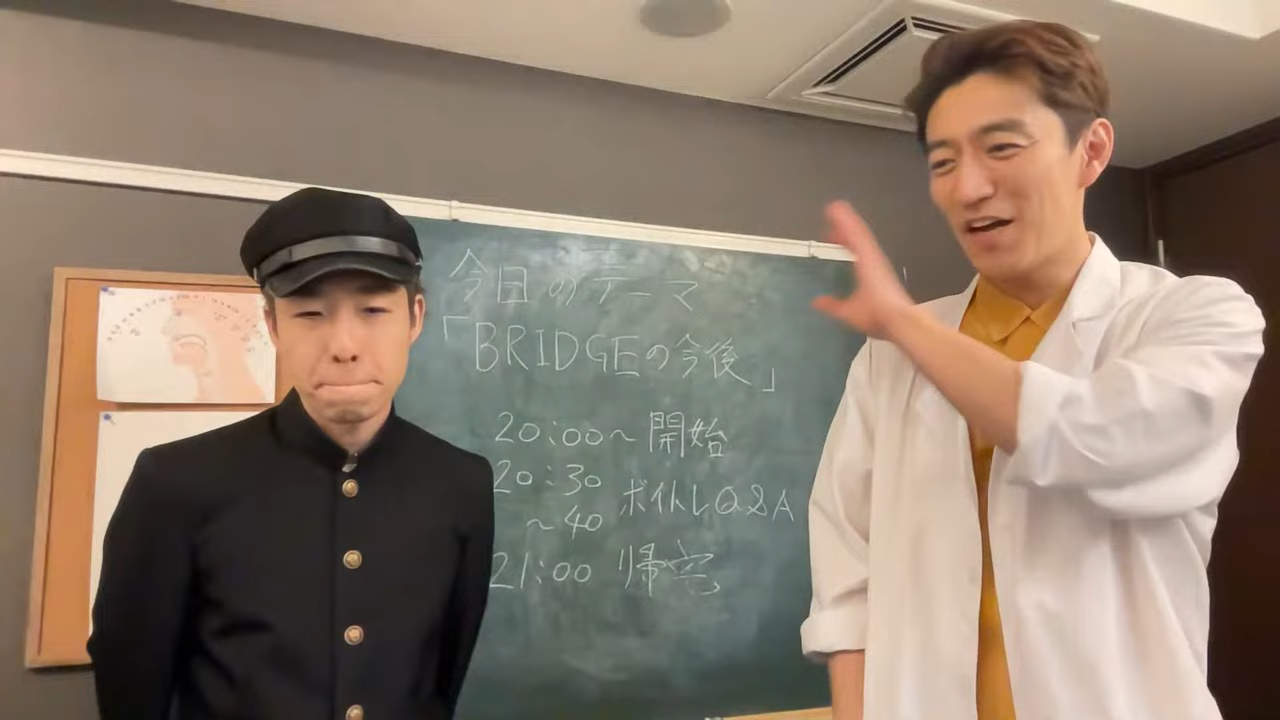 今日のテーマ
「BRIDGEの今後」
20:00～ 開始
20:30
～40 ボイトレQ&A
21:00 帰宅